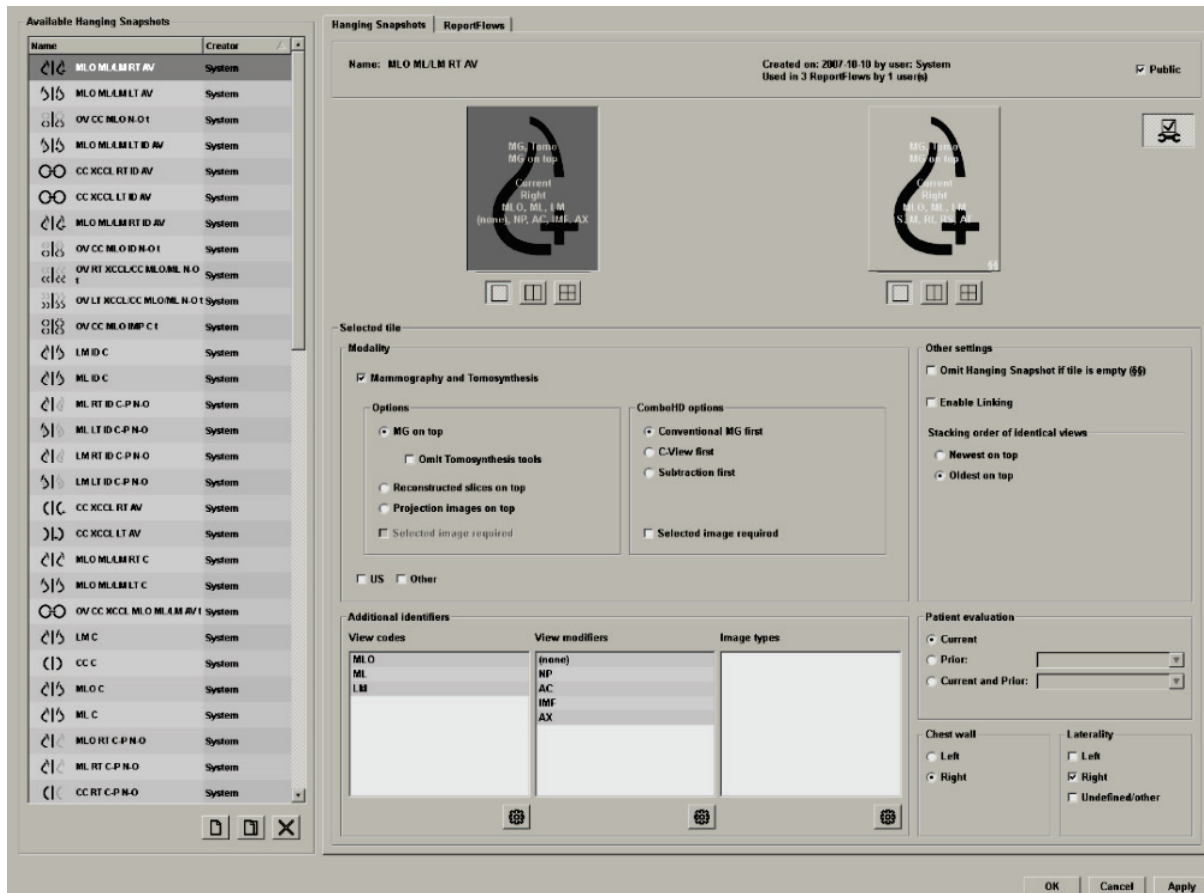 Available Hanging Snapshots
Name Creator
MLO ML/LM RT AV System
MLO ML/LM LT AV System
OV CC MLO N-O t System
MLO ML/LM LT ID AV System
CC XCCL RT ID AV System
CC XCCL LT ID AV System
MLO ML/LM RT ID AV System
OV CC MLO ID N-O t System
OV RT XCCL/CC MLO/ML N-O
t System
OV LT XCCL/CC MLO/ML N-O t System
OV CC MLO IMP C t System
LM ID C System
ML ID C System
ML RT ID C-P N-O System
ML LT ID C-P N-O System
LM RT ID C-P N-O System
LM LT ID C-P N-O System
CC XCCL RT AV System
CC XCCL LT AV System
MLO ML/LM RT C System
MLO ML/LM LT C System
OV CC XCCL MLO ML/LM AV t System
LM C System
CC C System
MLO C System
ML C System
MLO RT C-P N-O System
ML RT C-P N-O System
CC RT C-P N-O System
Hanging Snapshots ReportFlows
Name: MLO ML/LM RT AV
Created on: 2007-10-10 by user: System
Used in 3 ReportFlows by 1 user(s)
Public
MG, Tomo
MG on top
Current
Right
MLO, ML, LM
(none), NP, AC, IMF, AX
MG, Tomo
MG on top
Current
Right
MLO, ML, LM
S, M, RI, RS, AT
§§
Selected tile
Modality
Mammography and Tomosynthesis
Options
MG on top
Omit Tomosynthesis tools
Reconstructed slices on top
Projection images on top
Selected image required
ComboHD options
Conventional MG first
C-View first
Subtraction first
Selected image required
US Other
Other settings
Omit Hanging Snapshot if tile is empty (§§)
Enable Linking
Stacking order of identical views
Newest on top
Oldest on top
Additional identifiers
View codes View modifiers Image types
MLO (none)
ML NP
LM AC
IMF
AX
Patient evaluation
Current
Prior:
Current and Prior:
Chest wall
Left
Right
Laterality
Left
Right
Undefined/other
OK Cancel Apply